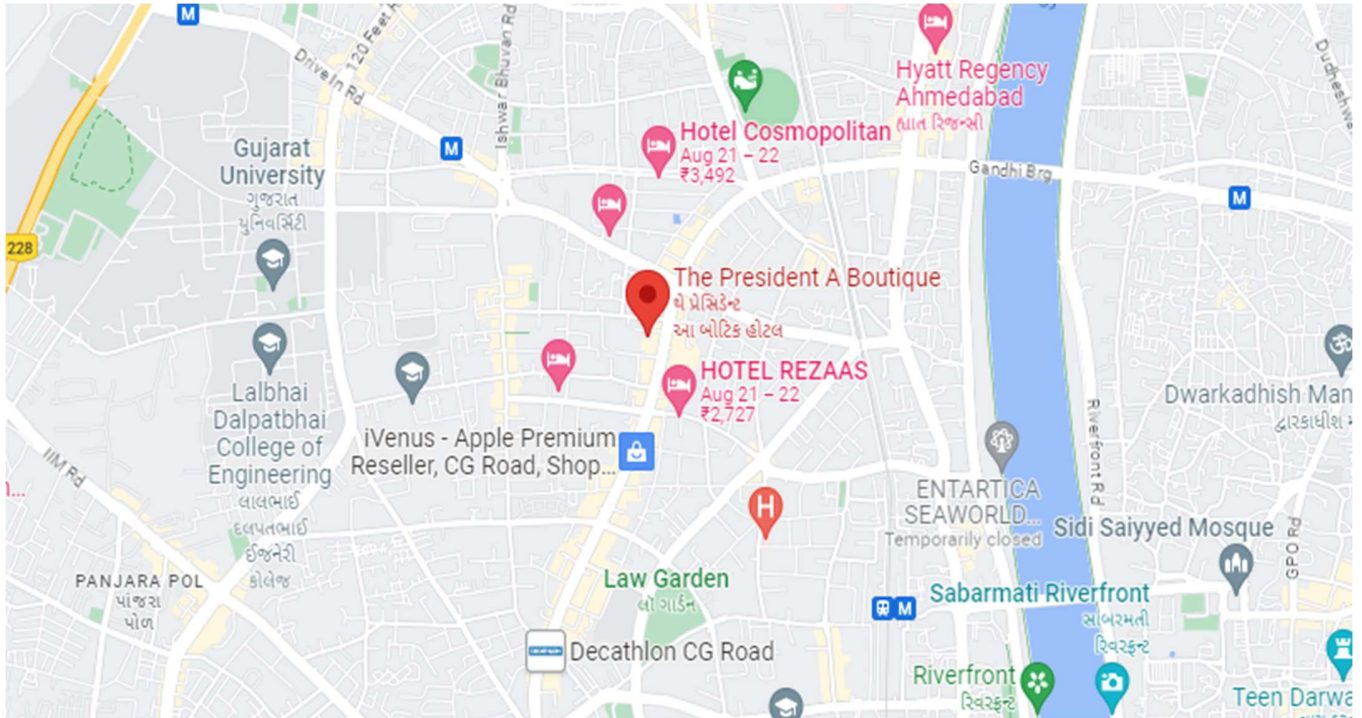 M
120 Feet
Drive In Rd
Ishwar Bhuvan Rd
Hyatt Regency
Ahmedabad
હ્યાત રિજન્સી
Dudheshwar
Hotel Cosmopolitan
Aug 21 – 22
₹3,492
M
Gujarat
University
ગુજરાત
યુનિવર્સિટી
Gandhi Brg
M
228
The President A Boutique
થે પ્રેસિડેન્ટ
આ બોટિક હોટલ
HOTEL REZAAS
Aug 21 – 22
₹2,727
Dwarkadhish Man
દ્વારકાધીશ મ
Lalbhai
Dalpatbhai
College of
Engineering
લાલભાઈ
દલપતભાઈ
ઈજનેરી
કોલેજ
iVenus - Apple Premium
Reseller, CG Road, Shop...
IIM Rd
Riverfront Rd
H
ENTARTICA
SEAWORLD...
Temporarily closed
Sidi Saiyyed Mosque
GPO Rd
PANJARA POL
પાંજરા
પોળ
Law Garden
લૉ ગાર્ડન
M
Sabarmati Riverfront
સાબરમતી
રિવરફ્રન્ટ
Decathlon CG Road
Riverfront
રિવરફ્રન્ટ
Teen Darwa